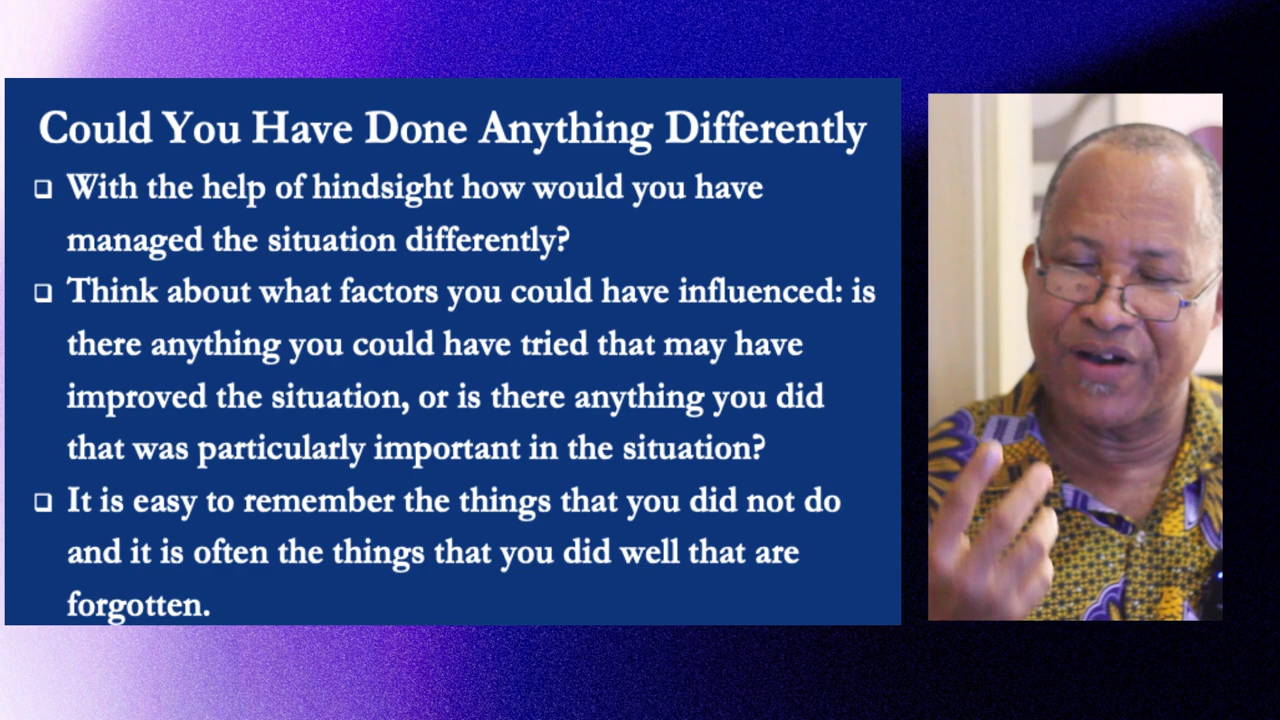 Could You Have Done Anything Differently
❑ With the help of hindsight how would you have
managed the situation differently?
❑ Think about what factors you could have influenced: is
there anything you could have tried that may have
improved the situation, or is there anything you did
that was particularly important in the situation?
❑ It is easy to remember the things that you did not do
and it is often the things that you did well that are
forgotten.